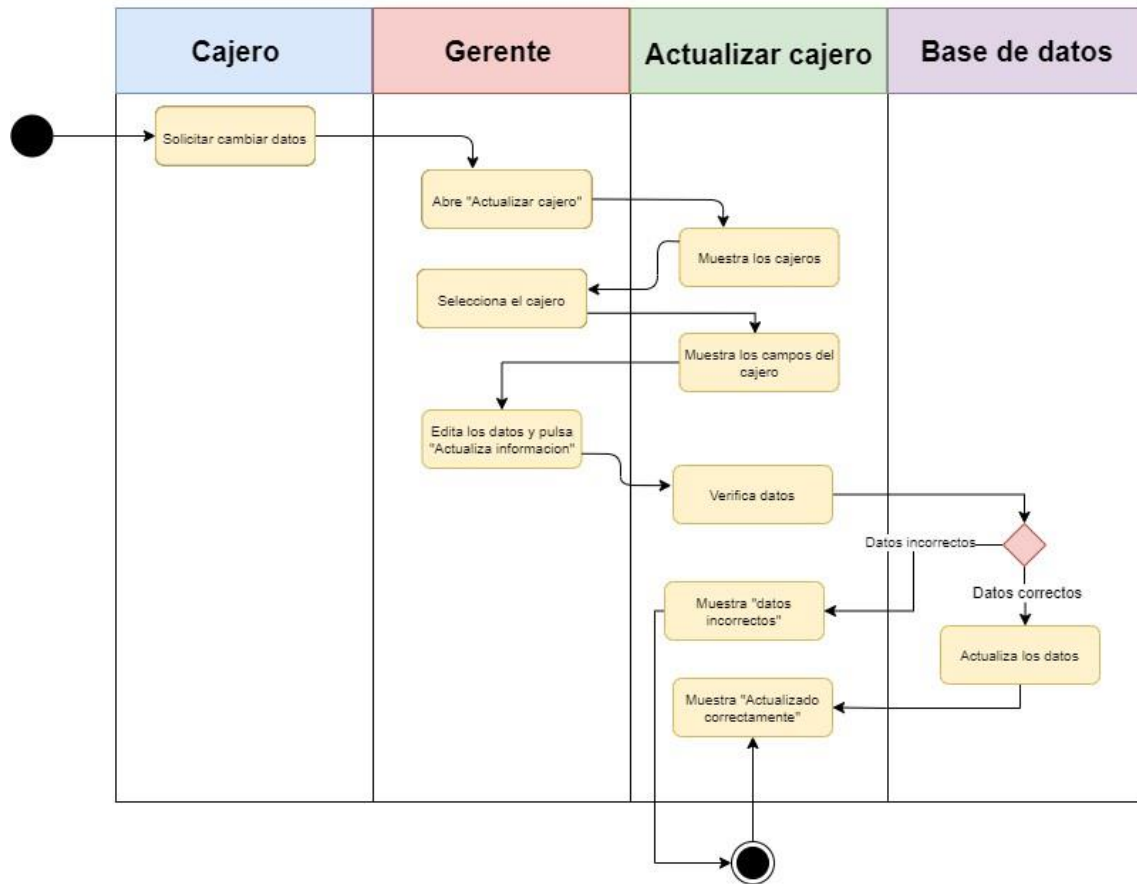 Cajero
Gerente
Actualizar cajero
Base de datos
Solicitar cambiar datos
Abre "Actualizar cajero"
Muestra los cajeros
Selecciona el cajero
Muestra los campos del
cajero
Edita los datos y pulsa
"Actualiza informacion"
Verifica datos
Datos incorrectos
Datos correctos
Muestra "datos
incorrectos"
Actualiza los datos
Muestra "Actualizado
correctamente"